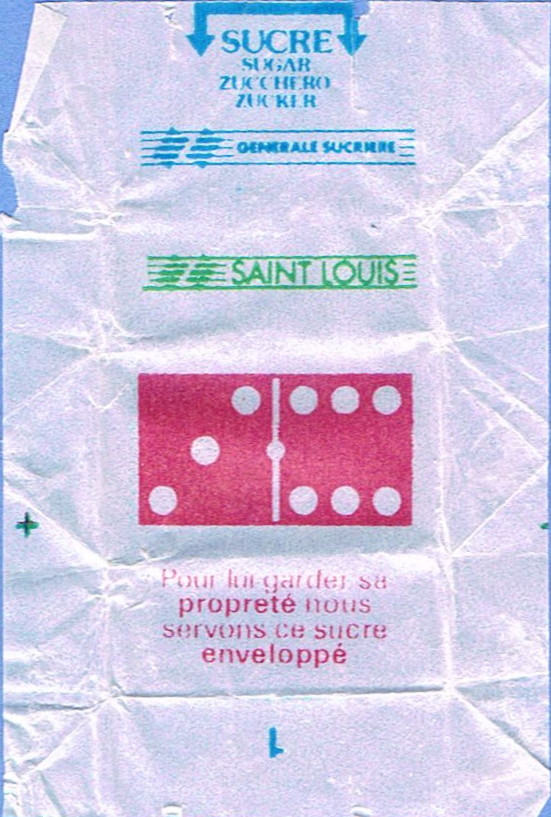 SUCRE
SUGAR
ZUCCHERO
ZUCKER
GENERALE SUCRIERE
SAINT LOUIS
Pour lui garder sa
propreté nous
servons ce sucre
enveloppé